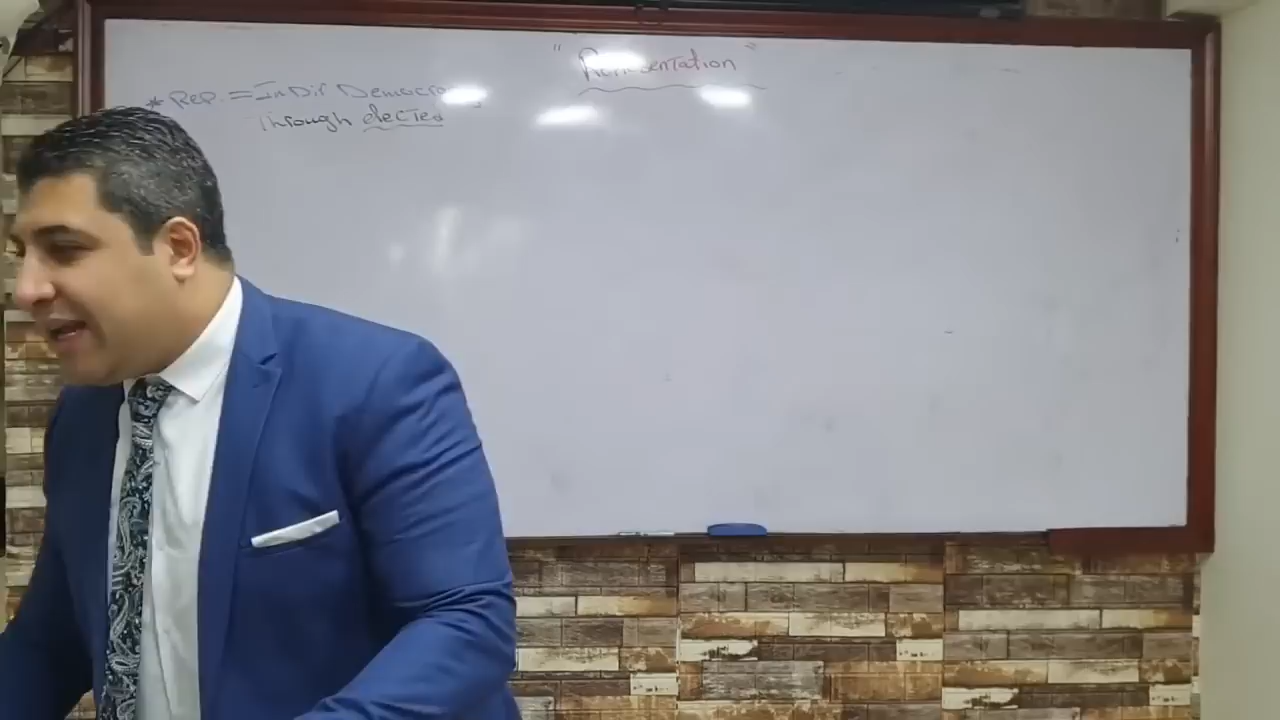 "Representation"
* Rep. = InDir Democracy
Through elected